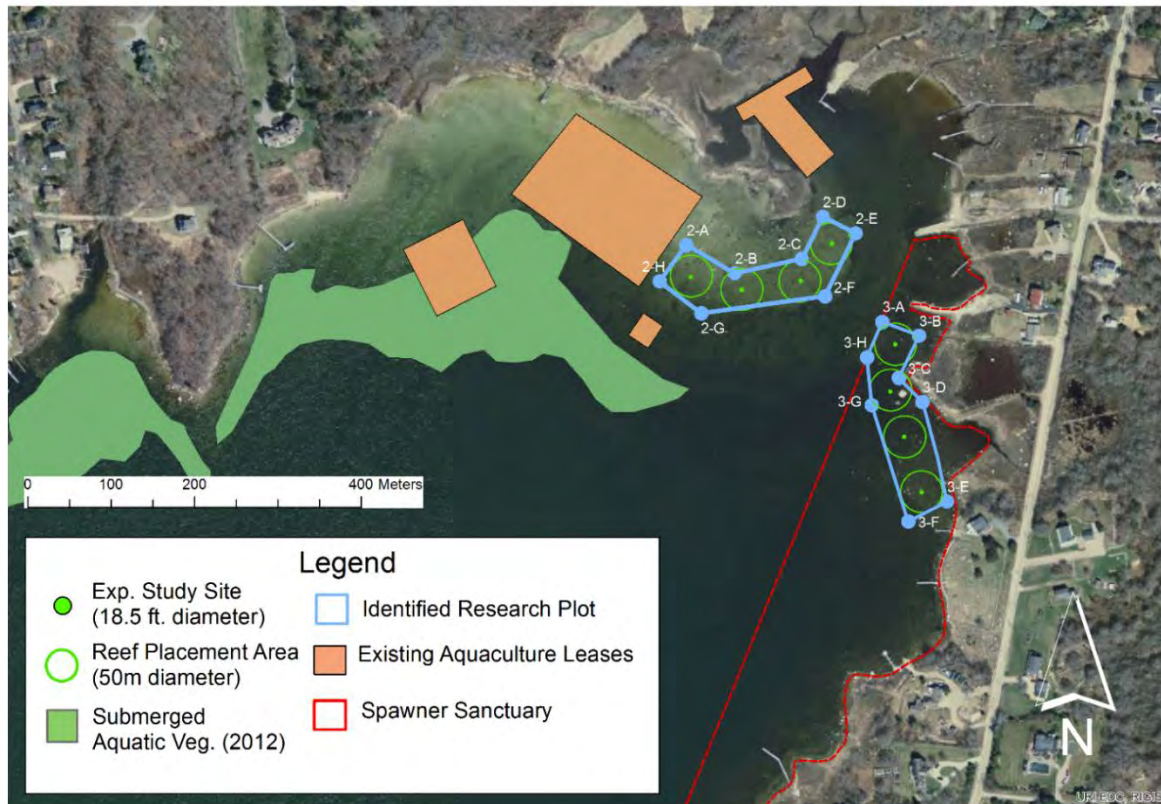 2-D
2-E
2-A
2-C
2-B
2-H
2-F
2-G
3-A
3-B
3-H
3-C
3-D
3-G
3-E
3-F
0 100 200 400 Meters
Legend
Exp. Study Site
(18.5 ft. diameter)
Reef Placement Area
(50m diameter)
Submerged
Aquatic Veg. (2012)
Identified Research Plot
Existing Aquaculture Leases
Spawner Sanctuary
N